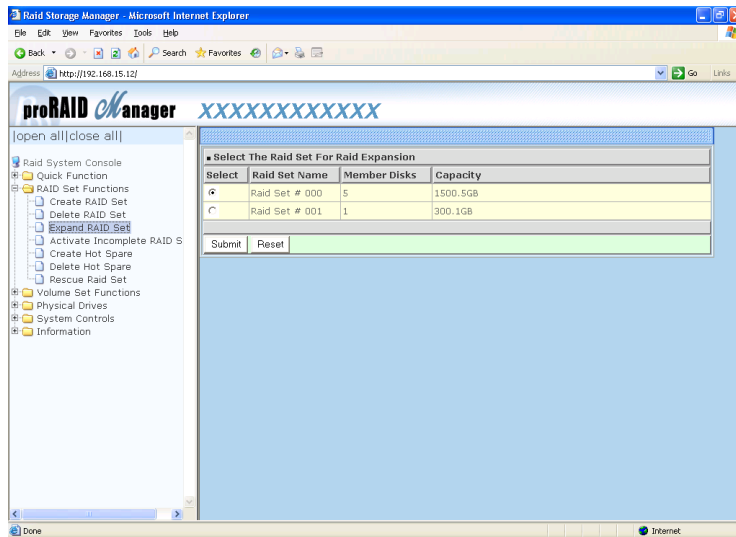 Raid Storage Manager - Microsoft Internet Explorer
File Edit View Favorites Tools Help
Back Search Favorites
Address http://192.168.15.12/ Go Links
proRAID Manager XXXXXXXXXXXX
|open all|close all|
Raid System Console
Quick Function
RAID Set Functions
Create RAID Set
Delete RAID Set
Expand RAID Set
Activate Incomplete RAID S
Create Hot Spare
Delete Hot Spare
Rescue Raid Set
Volume Set Functions
Physical Drives
System Controls
Information
Select The Raid Set For Raid Expansion
Select Raid Set Name Member Disks Capacity
Raid Set # 000 5 1500.5GB
Raid Set # 001 1 300.1GB
Submit Reset
Done Internet